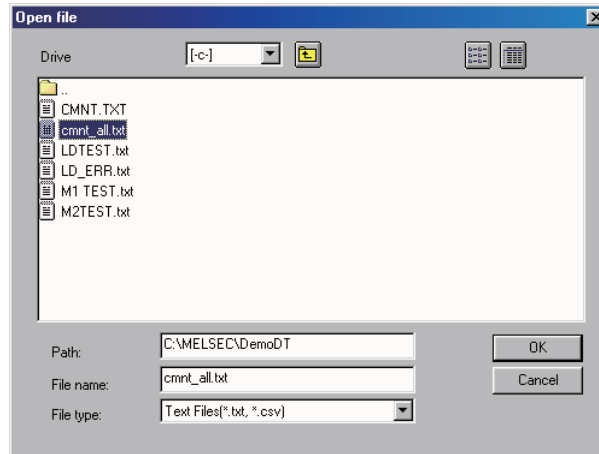 Open file
Drive
[-c-]
..
CMNT.TXT
cmnt_all.txt
LDTEST.txt
LD_ERR.txt
M1 TEST.txt
M2TEST.txt
Path:
C:\MELSEC\DemoDT
OK
File name:
cmnt_all.txt
Cancel
File type:
Text Files(*.txt, *.csv)